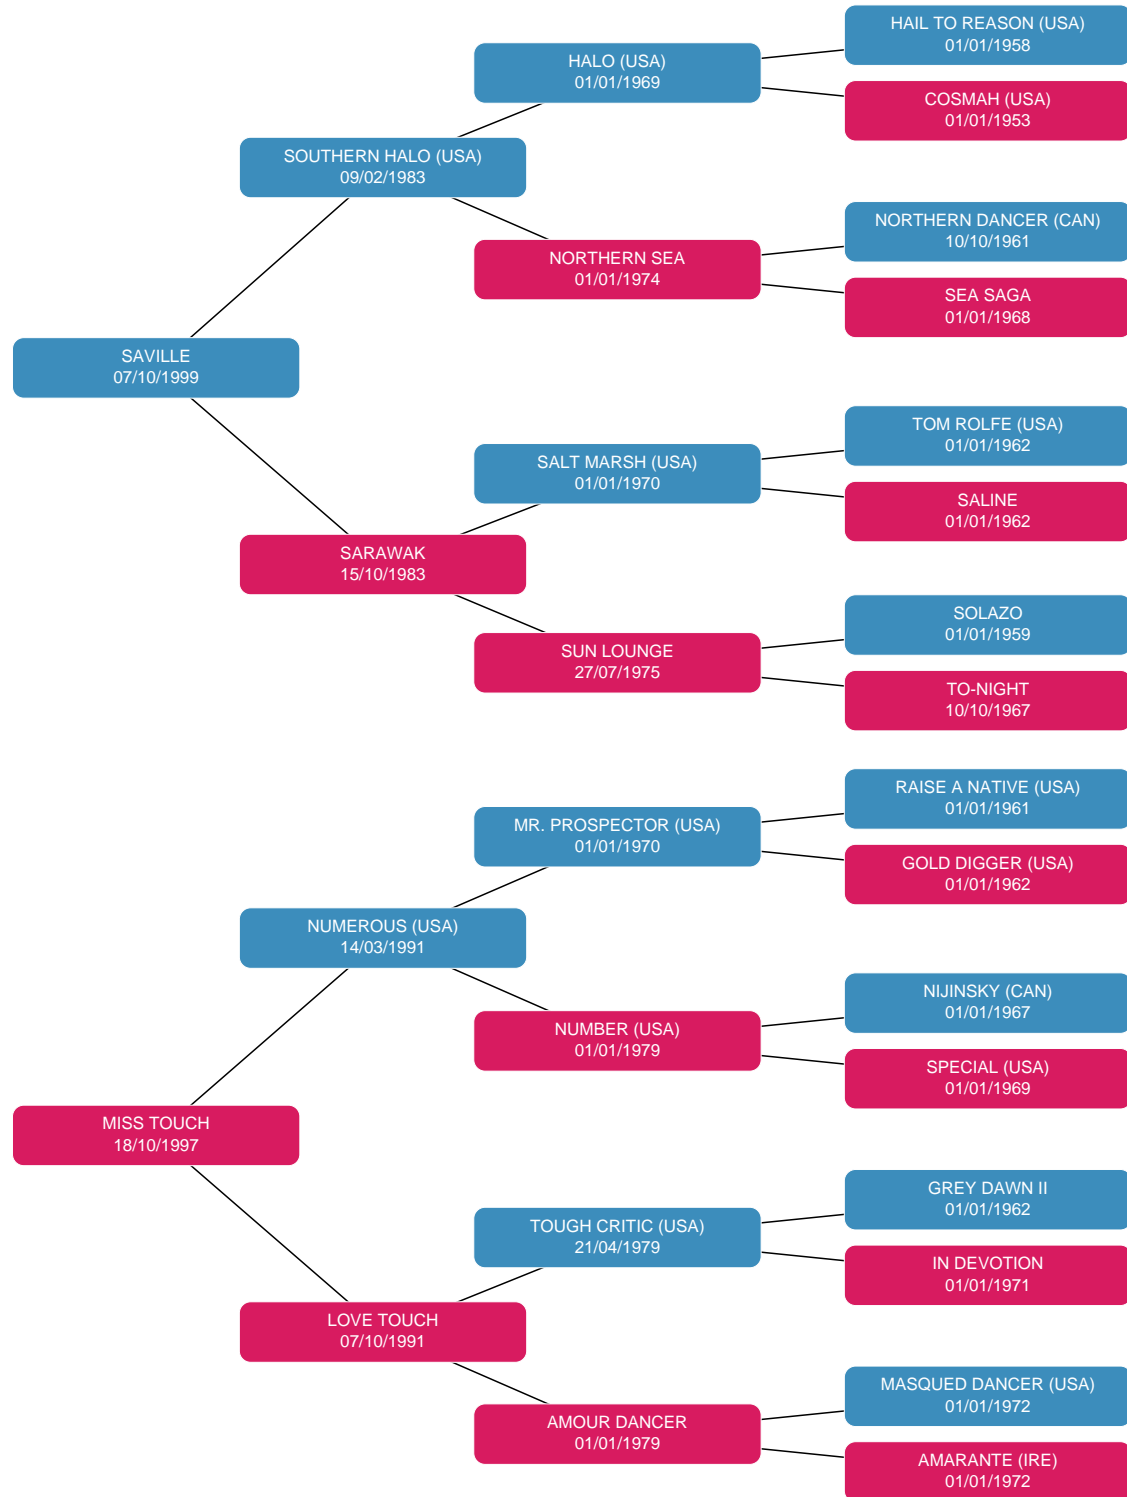 HAIL TO REASON (USA)
01/01/1958
HALO (USA)
01/01/1969
COSMAH (USA)
01/01/1953
SOUTHERN HALO (USA)
09/02/1983
NORTHERN DANCER (CAN)
10/10/1961
NORTHERN SEA
01/01/1974
SEA SAGA
01/01/1968
SAVILLE
07/10/1999
TOM ROLFE (USA)
01/01/1962
SALT MARSH (USA)
01/01/1970
SALINE
01/01/1962
SARAWAK
15/10/1983
SOLAZO
01/01/1959
SUN LOUNGE
27/07/1975
TO-NIGHT
10/10/1967
RAISE A NATIVE (USA)
01/01/1961
MR. PROSPECTOR (USA)
01/01/1970
GOLD DIGGER (USA)
01/01/1962
NUMEROUS (USA)
14/03/1991
NIJINSKY (CAN)
01/01/1967
NUMBER (USA)
01/01/1979
SPECIAL (USA)
01/01/1969
MISS TOUCH
18/10/1997
GREY DAWN II
01/01/1962
TOUGH CRITIC (USA)
21/04/1979
IN DEVOTION
01/01/1971
LOVE TOUCH
07/10/1991
MASQUED DANCER (USA)
01/01/1972
AMOUR DANCER
01/01/1979
AMARANTE (IRE)
01/01/1972